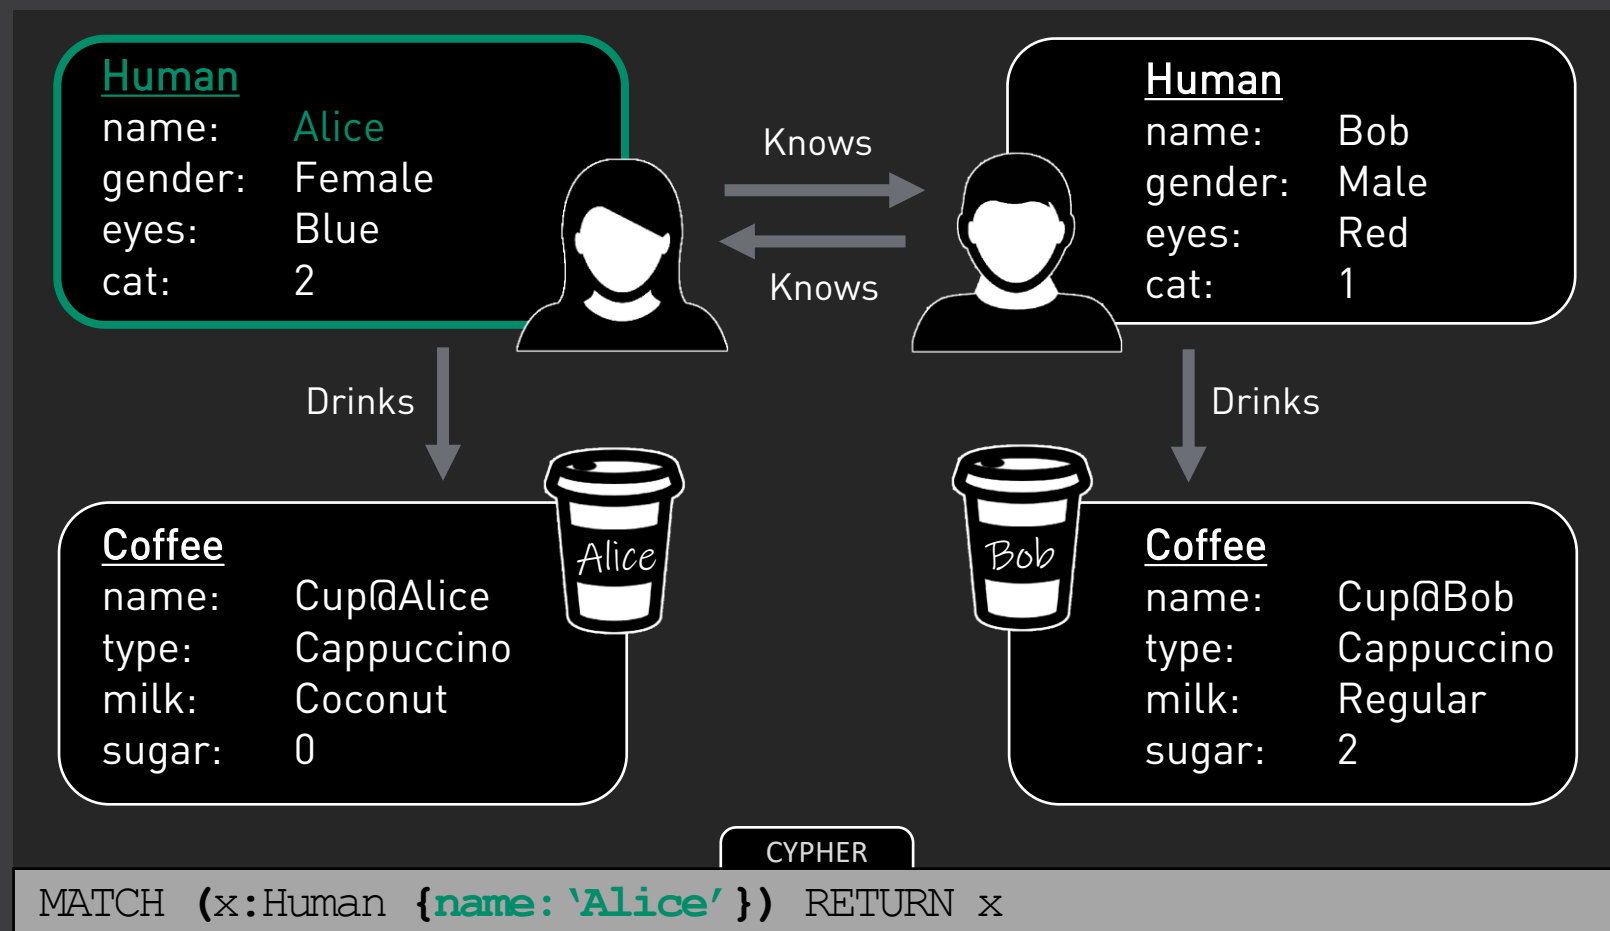 Human
name: Alice
gender: Female
eyes: Blue
cat: 2
Knows
Knows
Human
name: Bob
gender: Male
eyes: Red
cat: 1
Drinks
Drinks
Coffee
name: Cup@Alice
type: Cappuccino
milk: Coconut
sugar: 0
Alice
Bob
Coffee
name: Cup@Bob
type: Cappuccino
milk: Regular
sugar: 2
CYPHER
MATCH (x:Human {name:‘Alice’}) RETURN x